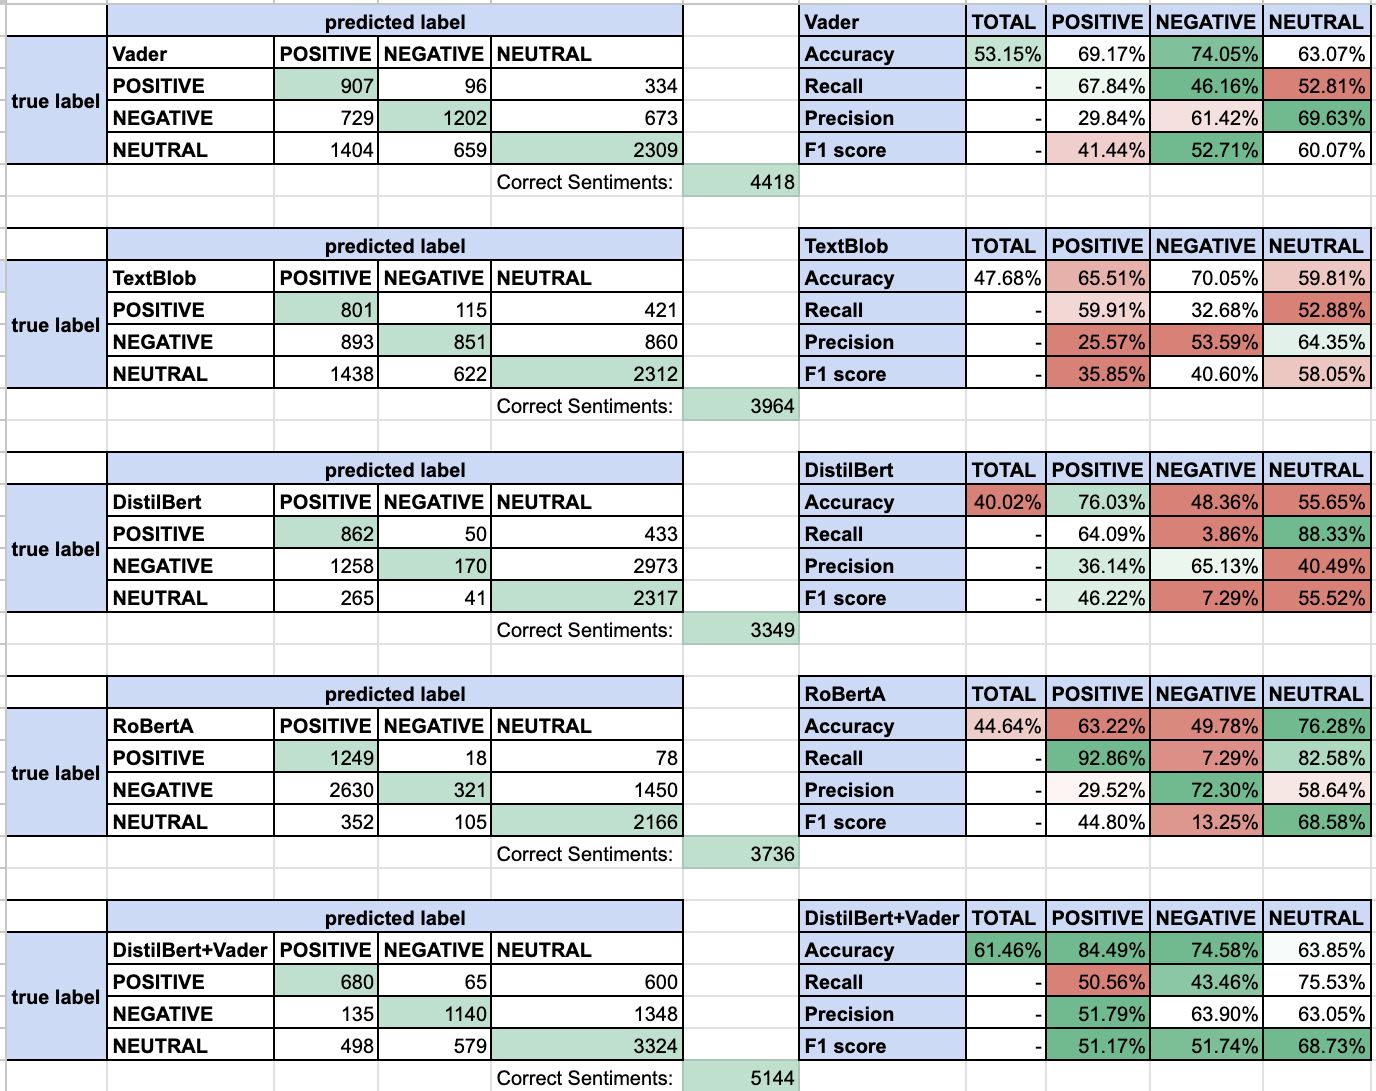 predicted label Vader TOTAL POSITIVE NEGATIVE NEUTRAL
true label Vader POSITIVE NEGATIVE NEUTRAL Accuracy 53.15% 69.17% 74.05% 63.07%
POSITIVE 907 96 334 Recall - 67.84% 46.16% 52.81%
NEGATIVE 729 1202 673 Precision - 29.84% 61.42% 69.63%
NEUTRAL 1404 659 2309 F1 score - 41.44% 52.71% 60.07%
Correct Sentiments: 4418
predicted label TextBlob TOTAL POSITIVE NEGATIVE NEUTRAL
true label TextBlob POSITIVE NEGATIVE NEUTRAL Accuracy 47.68% 65.51% 70.05% 59.81%
POSITIVE 801 115 421 Recall - 59.91% 32.68% 52.88%
NEGATIVE 893 851 860 Precision - 25.57% 53.59% 64.35%
NEUTRAL 1438 622 2312 F1 score - 35.85% 40.60% 58.05%
Correct Sentiments: 3964
predicted label DistilBert TOTAL POSITIVE NEGATIVE NEUTRAL
true label DistilBert POSITIVE NEGATIVE NEUTRAL Accuracy 40.02% 76.03% 48.36% 55.65%
POSITIVE 862 50 433 Recall - 64.09% 3.86% 88.33%
NEGATIVE 1258 170 2973 Precision - 36.14% 65.13% 40.49%
NEUTRAL 265 41 2317 F1 score - 46.22% 7.29% 55.52%
Correct Sentiments: 3349
predicted label RoBertA TOTAL POSITIVE NEGATIVE NEUTRAL
true label RoBertA POSITIVE NEGATIVE NEUTRAL Accuracy 44.64% 63.22% 49.78% 76.28%
POSITIVE 1249 18 78 Recall - 92.86% 7.29% 82.58%
NEGATIVE 2630 321 1450 Precision - 29.52% 72.30% 58.64%
NEUTRAL 352 105 2166 F1 score - 44.80% 13.25% 68.58%
Correct Sentiments: 3736
predicted label DistilBert+Vader TOTAL POSITIVE NEGATIVE NEUTRAL
true label DistilBert+Vader POSITIVE NEGATIVE NEUTRAL Accuracy 61.46% 84.49% 74.58% 63.85%
POSITIVE 680 65 600 Recall - 50.56% 43.46% 75.53%
NEGATIVE 135 1140 1348 Precision - 51.79% 63.90% 63.05%
NEUTRAL 498 579 3324 F1 score - 51.17% 51.74% 68.73%
Correct Sentiments: 5144